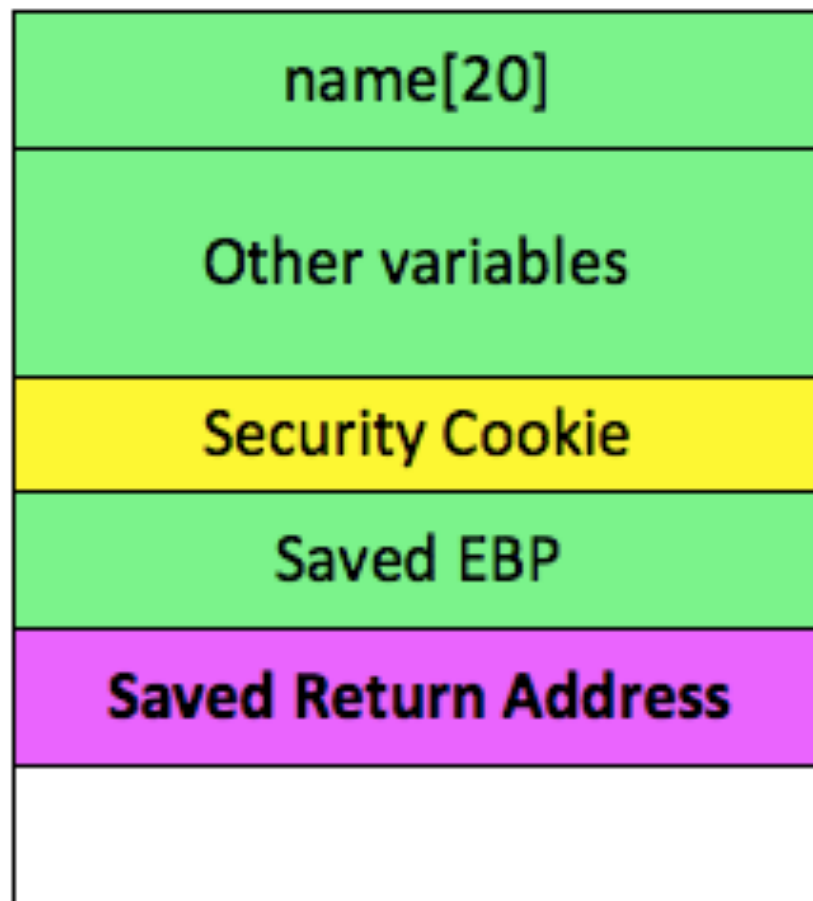 name[20]
Other variables
Security Cookie
Saved EBP
Saved Return Address